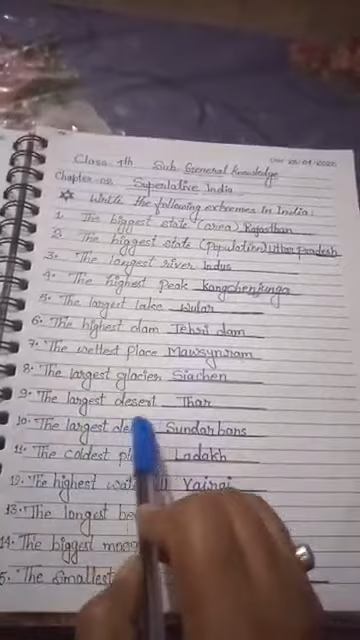 Class 4th Sub General Knowledge
Chapter-02 Superlative India
Write the following extremes in India:
1. The biggest state (area) Rajasthan
2. The biggest state (Population) Uttar pradesh
3. The longest river Indus
4. The highest peak Kangchenjunga
5. The largest lake Wular
6. The highest dam Tehri dam
7. The wettest place Mawsynram
8. The largest glacier Siachen
9. The largest desert Thar
10. The largest Sundarbans
11. The coldest Ladakh
12. The highest
13. The longest
14. The biggest
5. The smallest